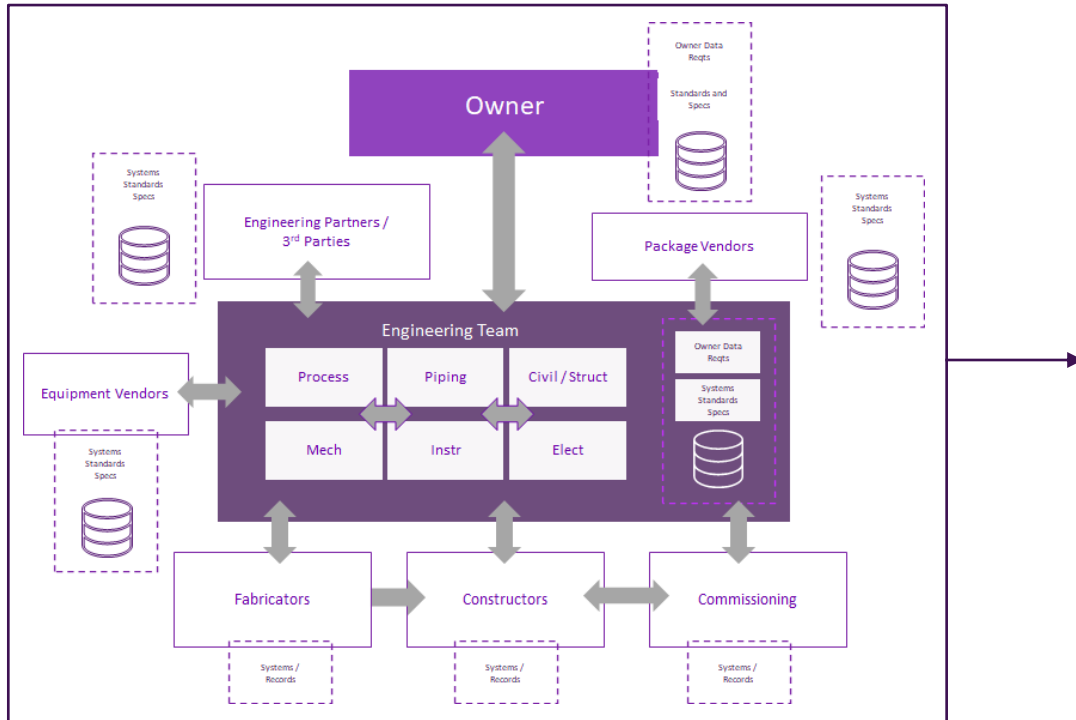 Owner Data
Reqts
Standards and
Specs
Owner
Systems
Standards
Specs
Engineering Partners /
3rd Parties
Package Vendors
Systems
Standards
Specs
Engineering Team
Process
Piping
Civil / Struct
Mech
Instr
Elect
Owner Data
Reqts
Systems
Standards
Specs
Equipment Vendors
Systems
Standards
Specs
Fabricators
Constructors
Commissioning
Systems /
Records
Systems /
Records
Systems /
Records